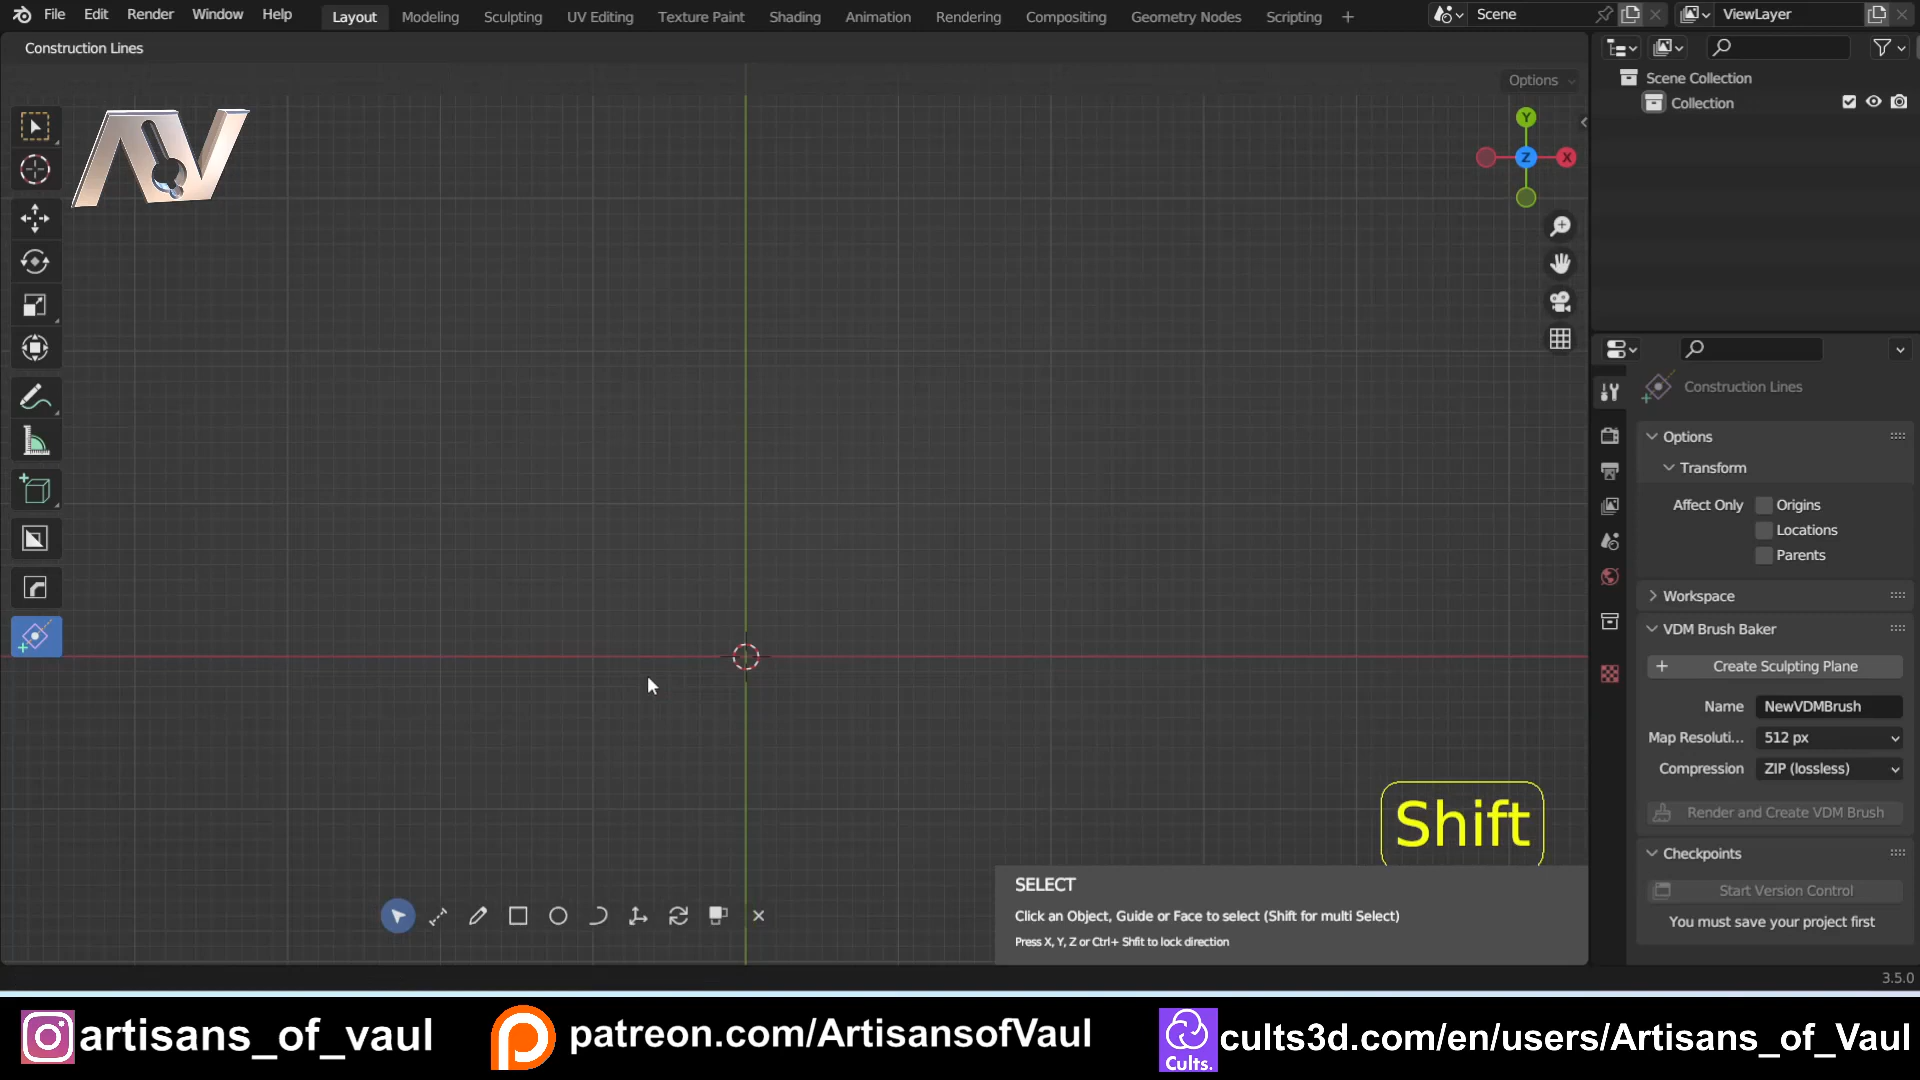 File Edit Render Window Help Layout Modeling Sculpting UV Editing Texture Paint Shading Animation Rendering Compositing Geometry Nodes Scripting + Scene ViewLayer
Construction Lines
Options
Scene Collection
Collection
Y
Z
X
AV
Construction Lines
Options
Transform
Affect Only Origins
Locations
Parents
Workspace
VDM Brush Baker
Create Sculpting Plane
Name NewVDMBrush
Map Resoluti... 512 px
Compression ZIP (lossless)
Render and Create VDM Brush
Checkpoints
Start Version Control
You must save your project first
Shift
SELECT
Click an Object, Guide or Face to select (Shift for multi Select)
Press X, Y, Z or Ctrl+ Shfit to lock direction
3.5.0
artisans_of_vaul patreon.com/ArtisansofVaul Cults. cults3d.com/en/users/Artisans_of_Vaul